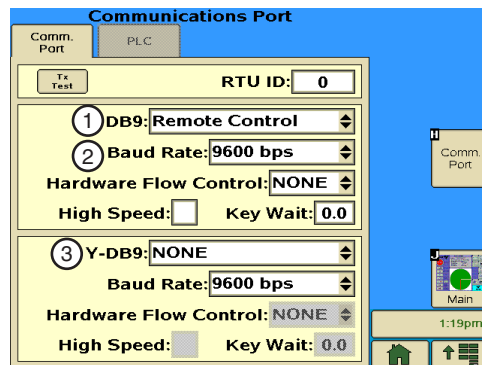 Communications Port
Comm.
Port
PLC
Tx
Test
RTU ID: 0
1 DB9: Remote Control
2 Baud Rate: 9600 bps
Hardware Flow Control: NONE
High Speed: Key Wait: 0.0
3 Y-DB9: NONE
Baud Rate: 9600 bps
Hardware Flow Control: NONE
High Speed: Key Wait: 0.0
H
Comm.
Port
J
Main
1:19pm